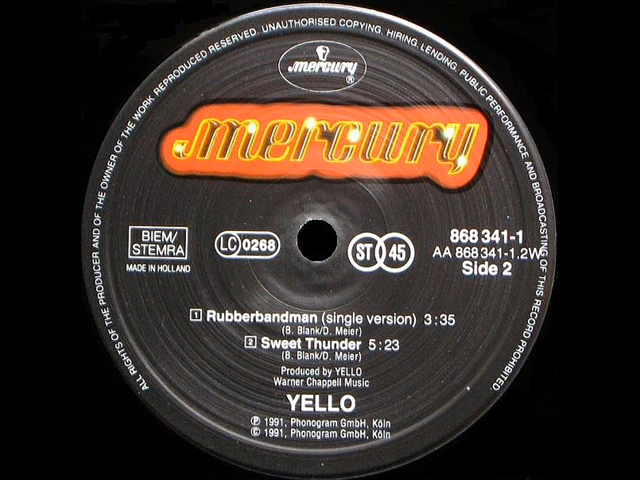 ALL RIGHTS OF THE PRODUCER AND OF THE OWNER OF THE WORK REPRODUCED RESERVED. UNAUTHORISED COPYING, HIRING, LENDING, PUBLIC PERFORMANCE AND BROADCASTING OF THIS RECORD PROHIBITED.
mercury
®
mercury
BIEM/
STEMRA
MADE IN HOLLAND
LC 0268
ST 45
868 341-1
AA 868 341-1.2W
Side 2
1 Rubberbandman (single version) 3:35
(B. Blank/D. Meier)
2 Sweet Thunder 5:23
(B. Blank/D. Meier)
Produced by YELLO
Warner Chappell Music
YELLO
℗ 1991, Phonogram GmbH, Köln
© 1991, Phonogram GmbH, Köln